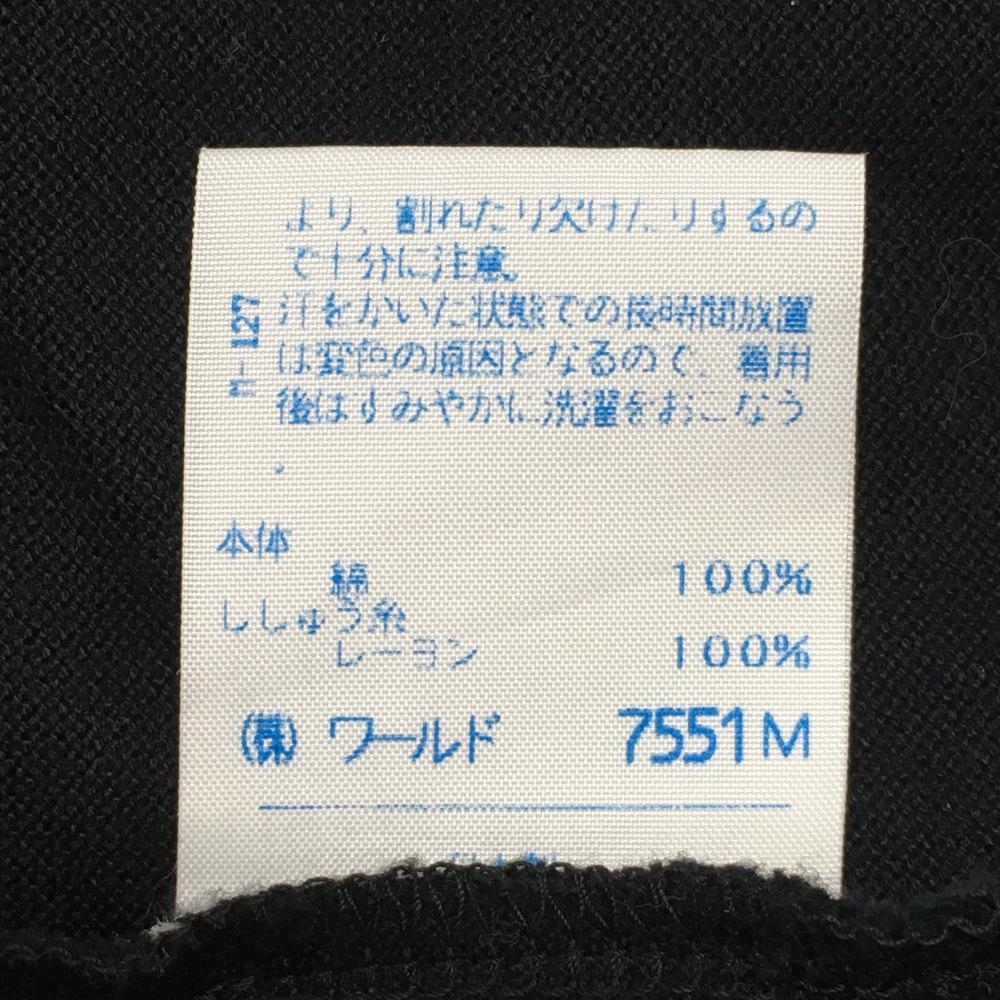 より、割れたり欠けたりするの
で十分に注意。
汗をかいた状態での長時間放置
は変色の原因となるので、着用
後はすみやかに洗濯をおこなう
。
M-127
本体
綿 100%
ししゅう糸
レーヨン 100%
(株) ワールド 7551M